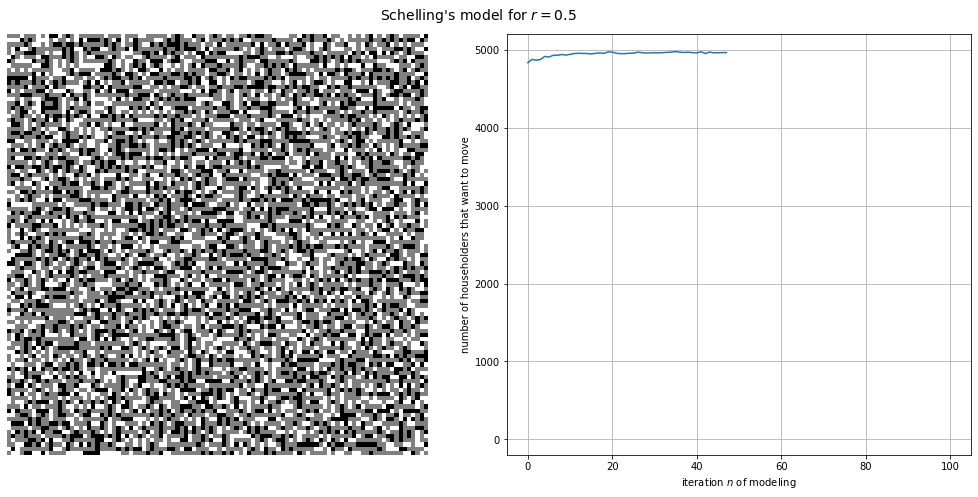 Schelling's model for r = 0.5
number of householders that want to move
5000
4000
3000
2000
1000
0
0 20 40 60 80 100
iteration n of modeling